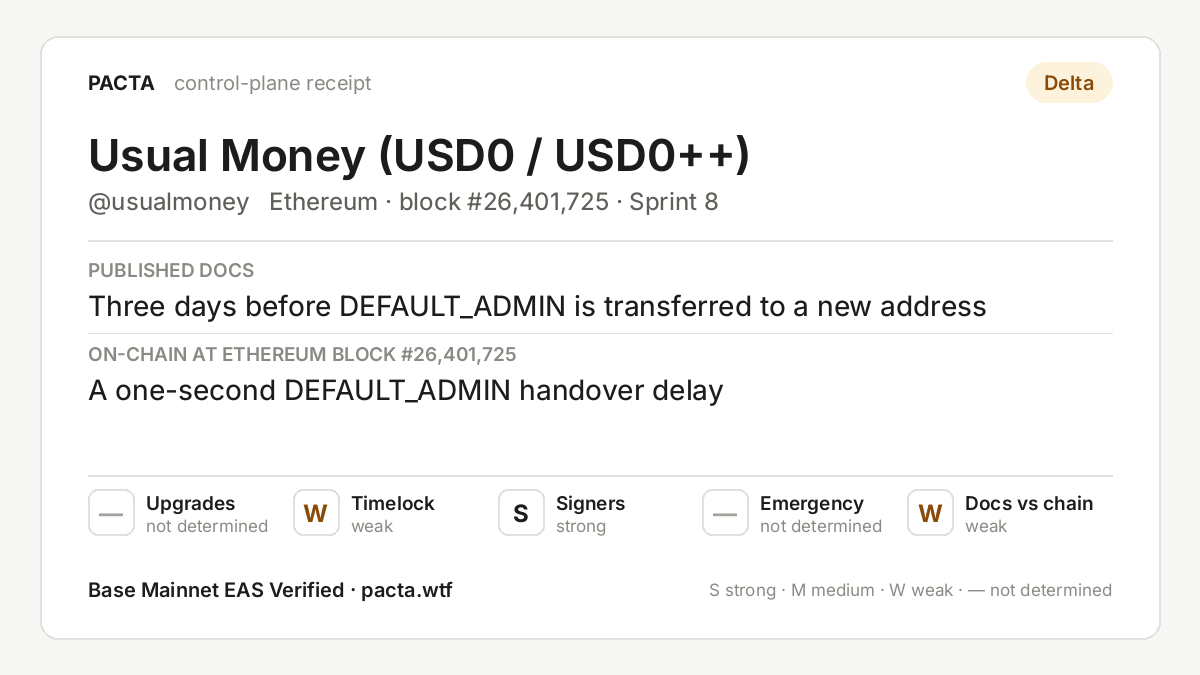 PACTA control-plane receipt Delta
Usual Money (USD0 / USD0++)
@usualmoney Ethereum · block #26,401,725 · Sprint 8
PUBLISHED DOCS
Three days before DEFAULT_ADMIN is transferred to a new address
ON-CHAIN AT ETHEREUM BLOCK #26,401,725
A one-second DEFAULT_ADMIN handover delay
— Upgrades not determined
W Timelock weak
S Signers strong
— Emergency not determined
W Docs vs chain weak
Base Mainnet EAS Verified · pacta.wtf
S strong · M medium · W weak · — not determined